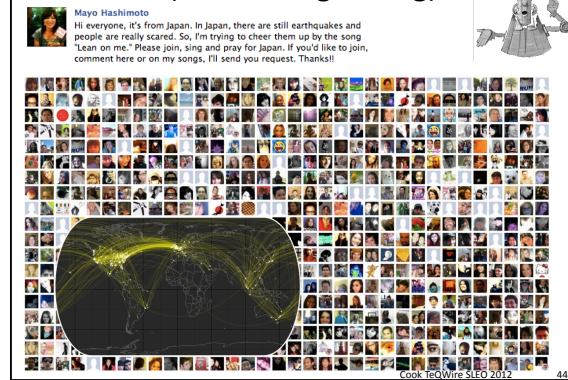 Mayo Hashimoto
Hi everyone, it's from Japan. In Japan, there are still earthquakes and
people are really scared. So, I'm trying to cheer them up by the song
"Lean on me." Please join, sing and pray for Japan. If you'd like to join,
comment here or on my songs, I'll send you request. Thanks!!
Cook TeQWire SLEO 2012
44